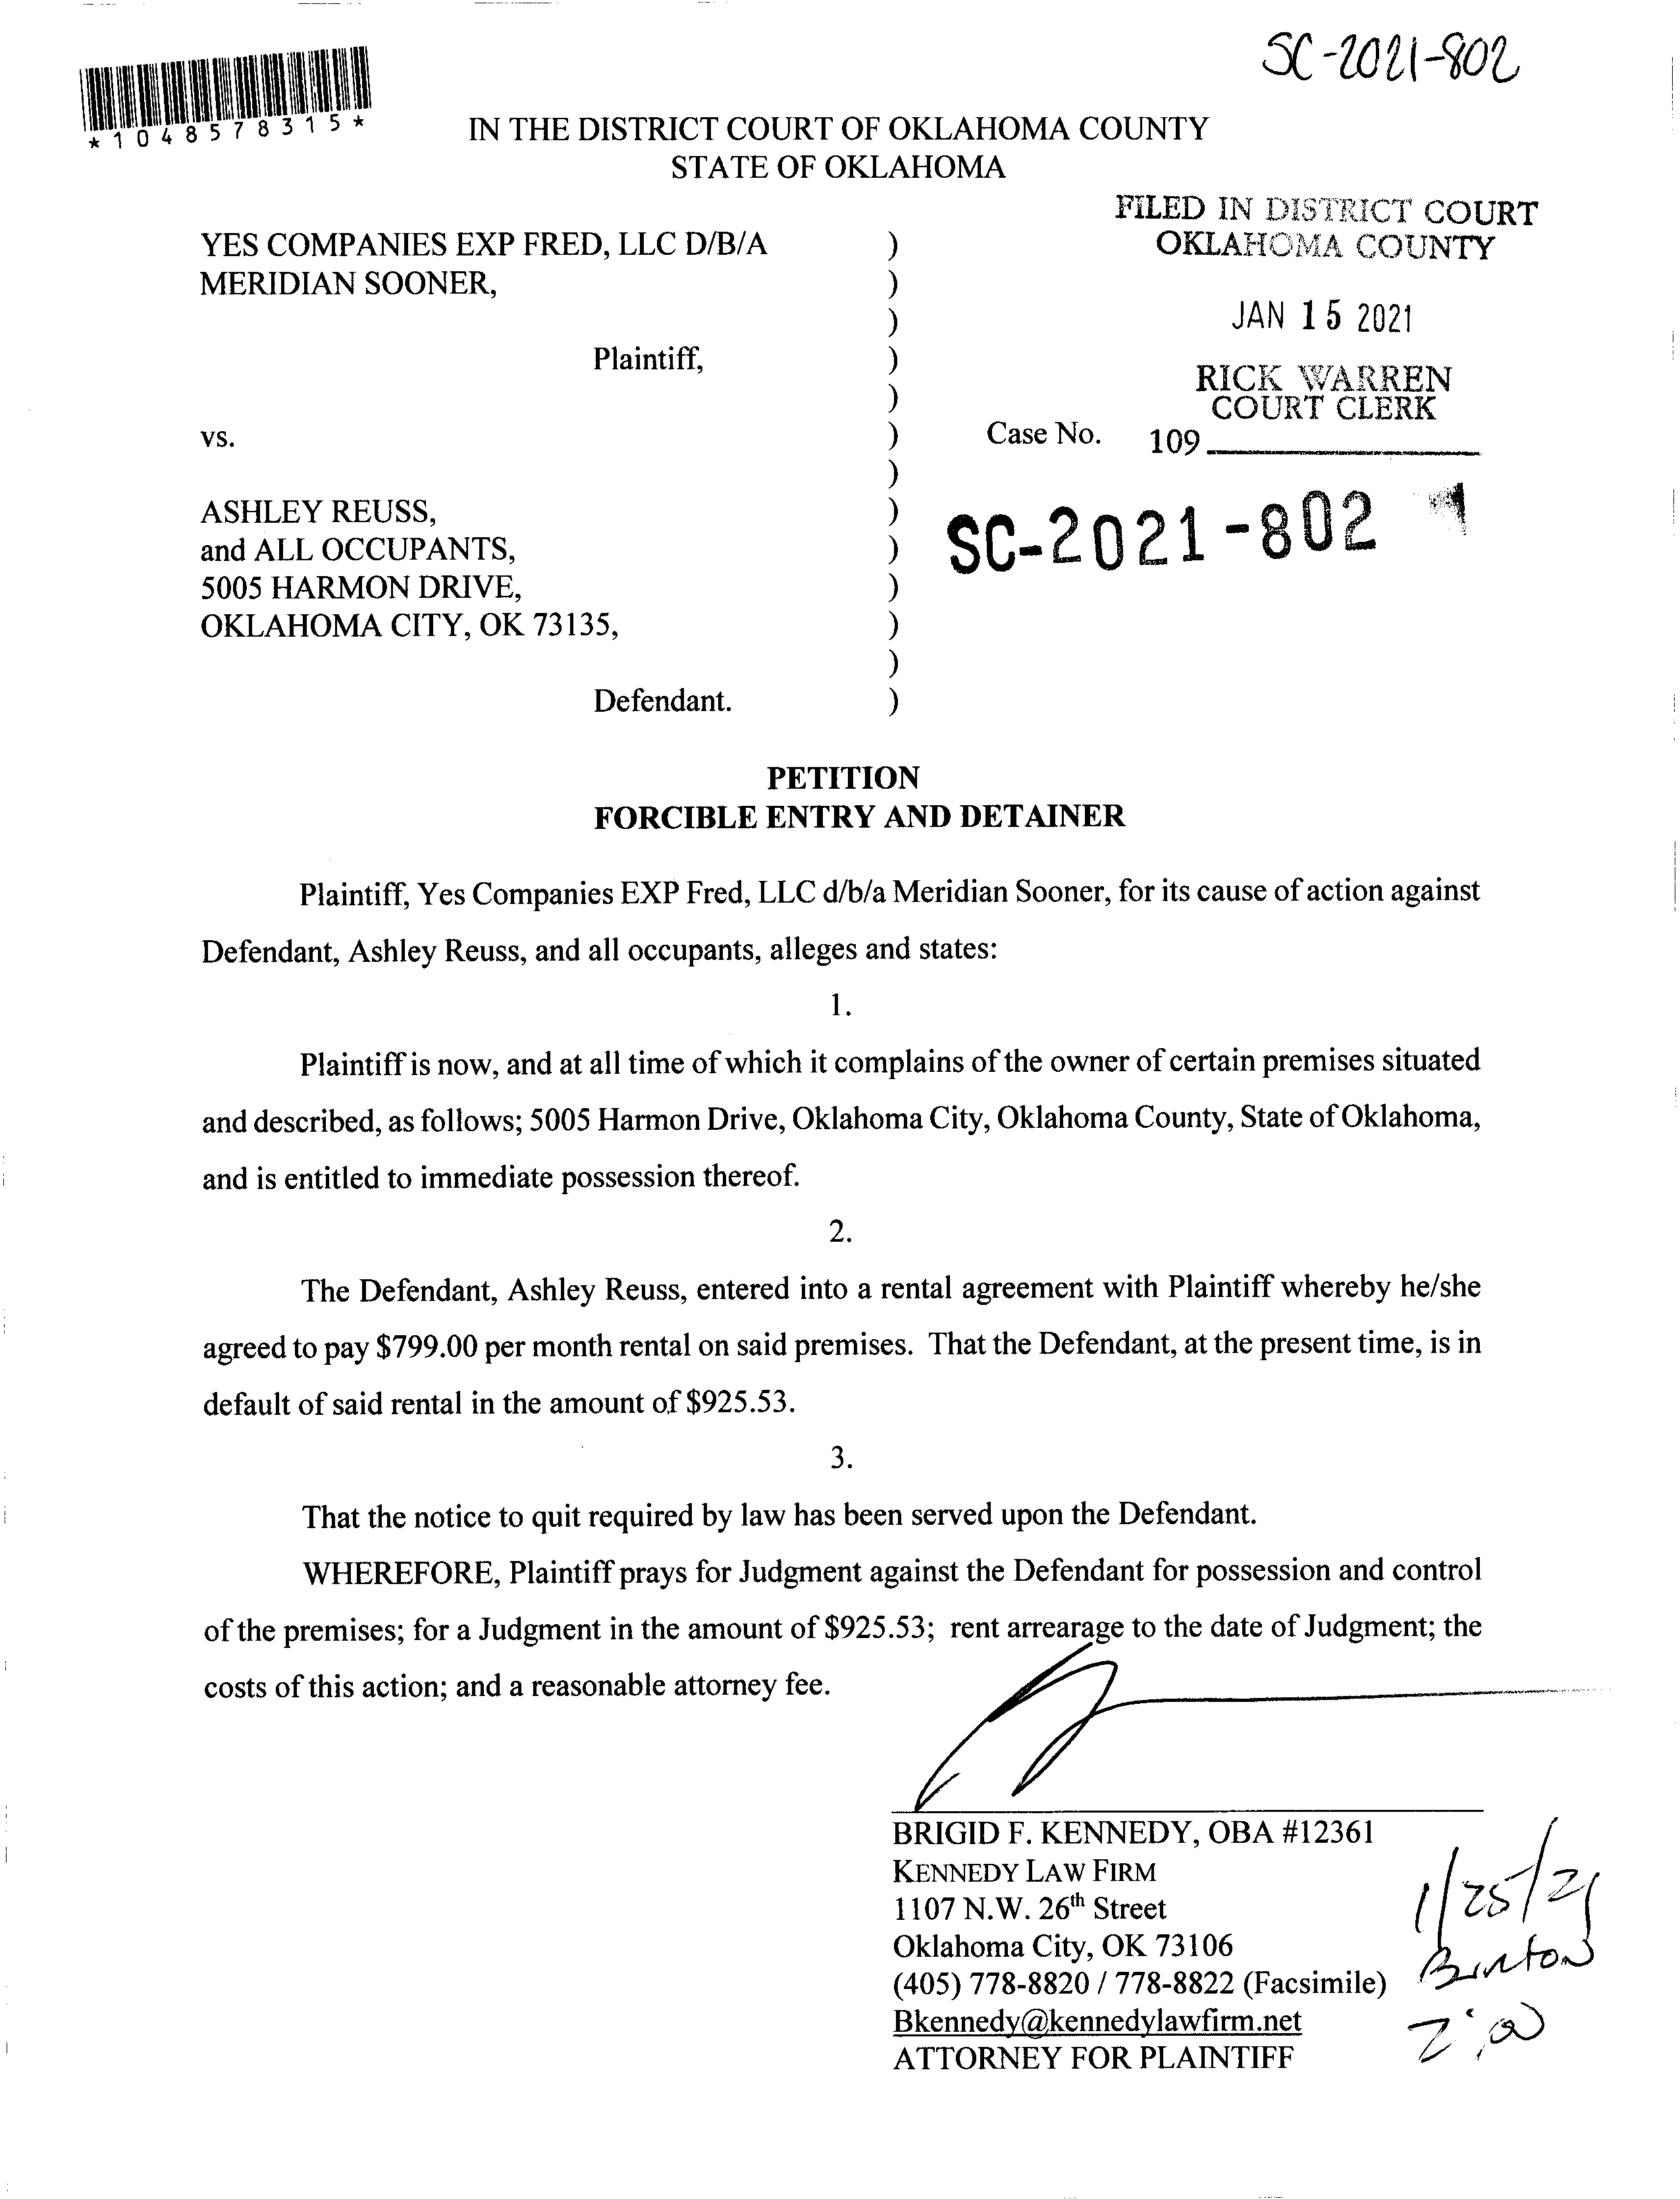 SC-2021-802
*1048578315*
IN THE DISTRICT COURT OF OKLAHOMA COUNTY
STATE OF OKLAHOMA
FILED IN DISTRICT COURT
OKLAHOMA COUNTY
JAN 15 2021
RICK WARREN
COURT CLERK
109
YES COMPANIES EXP FRED, LLC D/B/A )
MERIDIAN SOONER, )
)
Plaintiff, )
)
vs. ) Case No.
)
ASHLEY REUSS, )
and ALL OCCUPANTS, ) SC-2021-802
5005 HARMON DRIVE, )
OKLAHOMA CITY, OK 73135, )
)
Defendant. )
PETITION
FORCIBLE ENTRY AND DETAINER
Plaintiff, Yes Companies EXP Fred, LLC d/b/a Meridian Sooner, for its cause of action against
Defendant, Ashley Reuss, and all occupants, alleges and states:
1.
Plaintiff is now, and at all time of which it complains of the owner of certain premises situated
and described, as follows; 5005 Harmon Drive, Oklahoma City, Oklahoma County, State of Oklahoma,
and is entitled to immediate possession thereof.
2.
The Defendant, Ashley Reuss, entered into a rental agreement with Plaintiff whereby he/she
agreed to pay $799.00 per month rental on said premises. That the Defendant, at the present time, is in
default of said rental in the amount of $925.53.
3.
That the notice to quit required by law has been served upon the Defendant.
WHEREFORE, Plaintiff prays for Judgment against the Defendant for possession and control
of the premises; for a Judgment in the amount of $925.53; rent arrearage to the date of Judgment; the
costs of this action; and a reasonable attorney fee.
BRIGID F. KENNEDY, OBA #12361
KENNEDY LAW FIRM
1107 N.W. 26th Street
Oklahoma City, OK 73106
(405) 778-8820 / 778-8822 (Facsimile)
Bkennedy@kennedylawfirm.net
ATTORNEY FOR PLAINTIFF
1/25/21